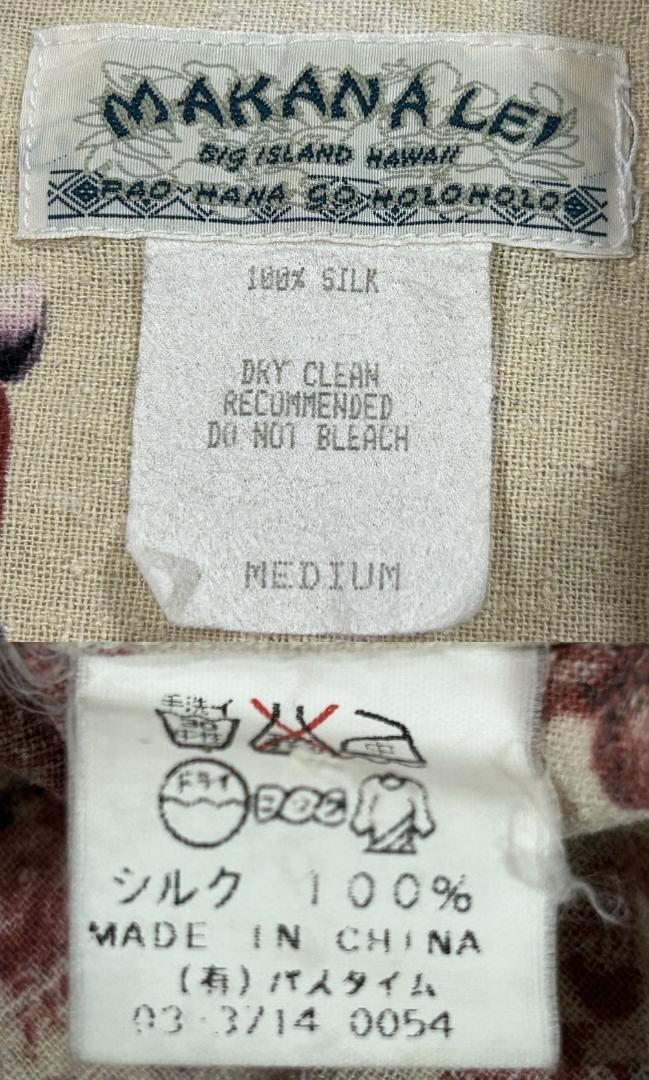 MAKANA LEI
BIG ISLAND HAWAII
PAO-HANA GO HOLOHOLO
100% SILK
DRY CLEAN
RECOMMENDED
DO NOT BLEACH
MEDIUM
手洗イ
中
ドライ
シルク 100%
MADE IN CHINA
(有)バスタイム
03-3714 0054